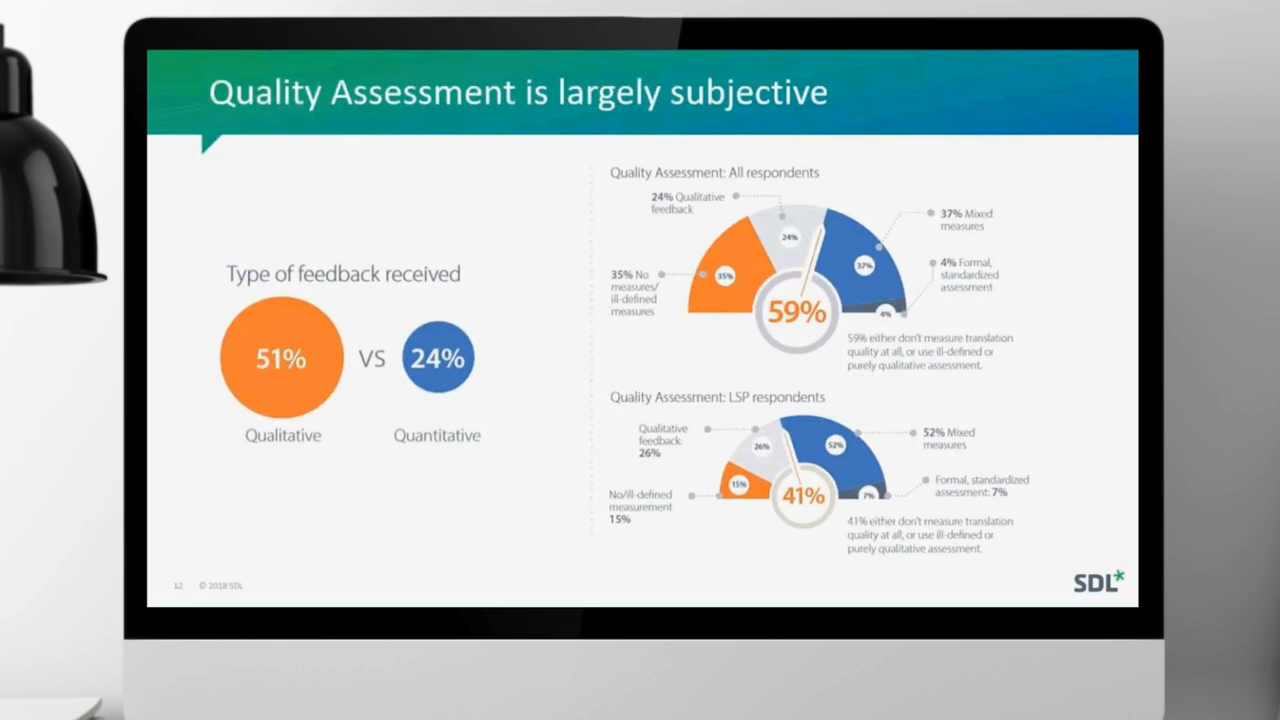 Quality Assessment is largely subjective
Type of feedback received
51%
VS
24%
Qualitative
Quantitative
Quality Assessment: All respondents
24% Qualitative
feedback
37% Mixed
measures
35% No
measures/
ill-defined
measures
4% Formal,
standardized
assessment
24%
35%
37%
4%
59%
59% either don't measure translation
quality at all, or use ill-defined or
purely qualitative assessment.
Quality Assessment: LSP respondents
Qualitative
feedback:
26%
52% Mixed
measures
No/ill-defined
measurement
15%
Formal, standardized
assessment: 7%
26%
52%
15%
7%
41%
41% either don't measure translation
quality at all, or use ill-defined or
purely qualitative assessment.
12 © 2018 SDL
SDL*